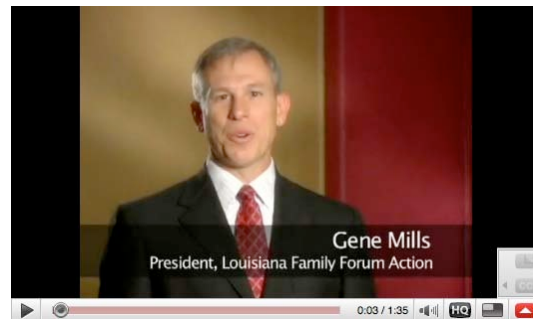 Gene Mills
President, Louisiana Family Forum Action
0:03 / 1:35 HQ